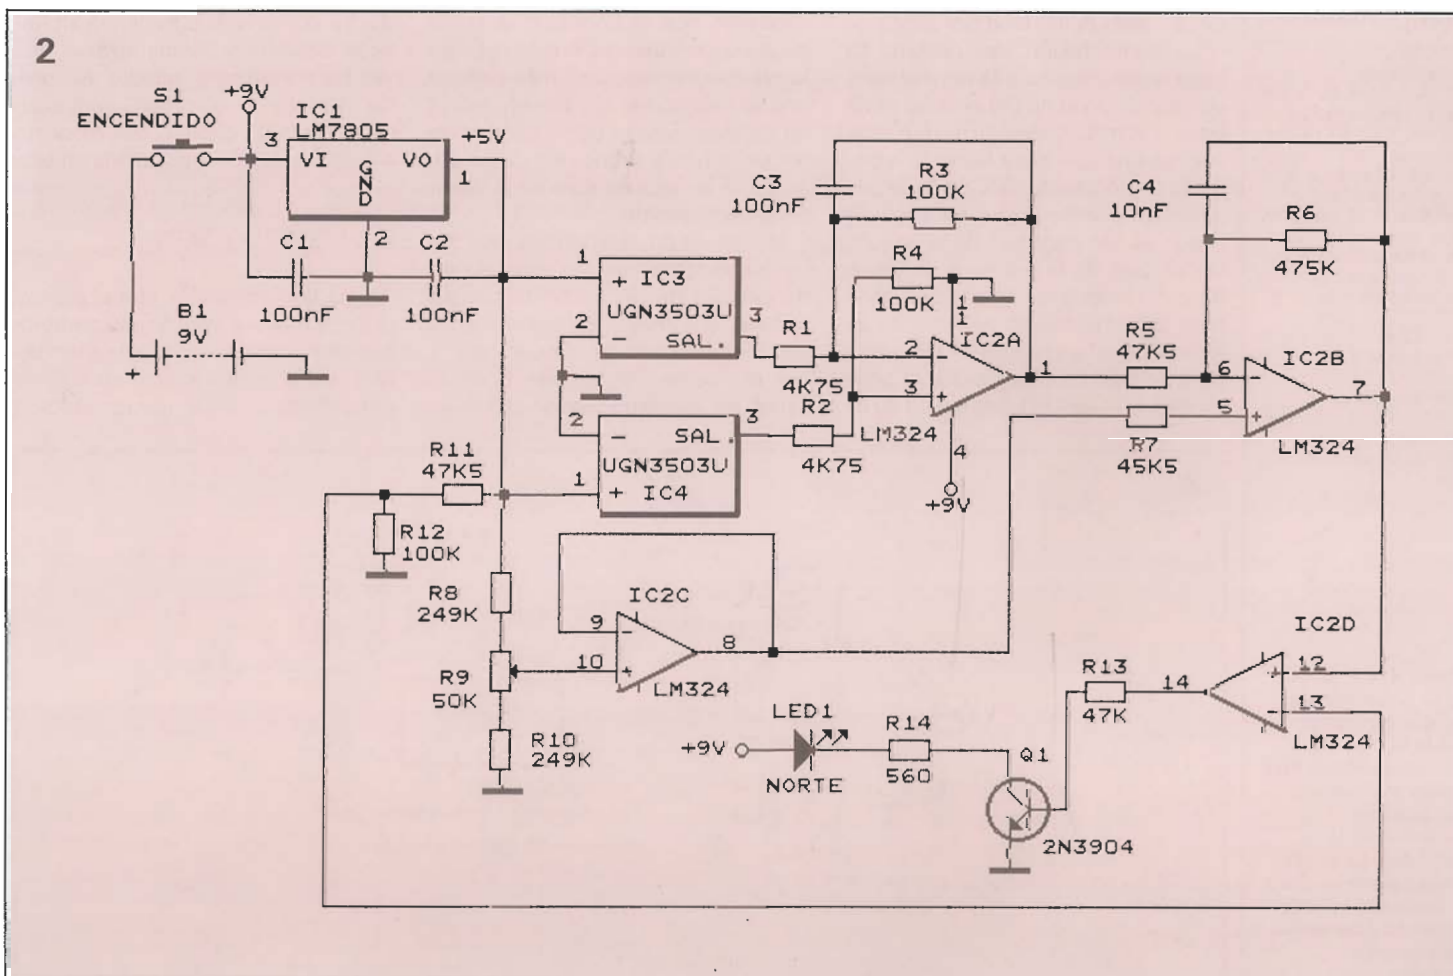 2
S1
ENCENDIDO
+9V
IC1
LM7805
3
VI
GND
VO
+5V
1
2
C1
100nF
C2
100nF
B1
9V
+
1
+
IC3
UGN3503U
2
-
SAL.
3
2
-
SAL.
3
UGN3503U
1
+
IC4
R1
4K75
R2
4K75
C3
100nF
R3
100K
R4
100K
11
IC2A
2
-
3
+
1
LM324
4
+9V
C4
10nF
R6
475K
R5
47K5
R7
45K5
6
-
5
+
IC2B
7
LM324
R11
47K5
R12
100K
R8
249K
R9
50K
R10
249K
IC2C
9
-
10
+
8
LM324
IC2D
+
12
-
13
14
LM324
R13
47K
+9V
LED1
NORTE
R14
560
Q1
2N3904